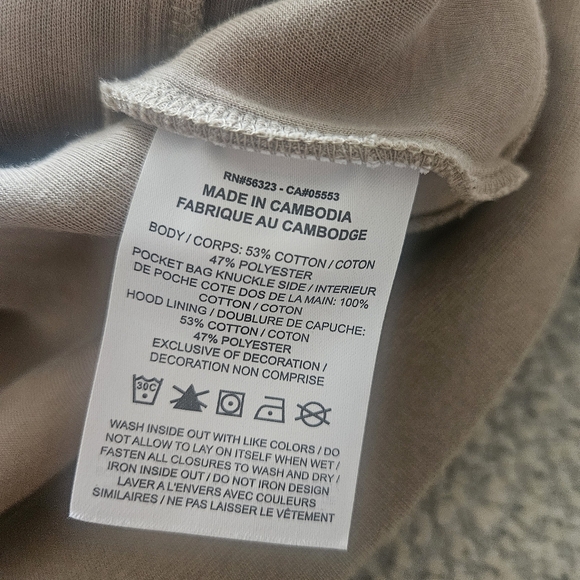 RN#56323 - CA#05553
MADE IN CAMBODIA
FABRIQUE AU CAMBODGE
BODY / CORPS: 53% COTTON / COTON
47% POLYESTER
POCKET BAG KNUCKLE SIDE / INTERIEUR
DE POCHE COTE DOS DE LA MAIN: 100%
COTTON / COTON
HOOD LINING / DOUBLURE DE CAPUCHE:
53% COTTON / COTON
47% POLYESTER
EXCLUSIVE OF DECORATION /
DECORATION NON COMPRISE
30C
WASH INSIDE OUT WITH LIKE COLORS / DO
NOT ALLOW TO LAY ON ITSELF WHEN WET /
FASTEN ALL CLOSURES TO WASH AND DRY /
IRON INSIDE OUT / DO NOT IRON DESIGN
LAVER A L'ENVERS AVEC COULEURS
SIMILAIRES / NE PAS LAISSER LE VÊTEMENT